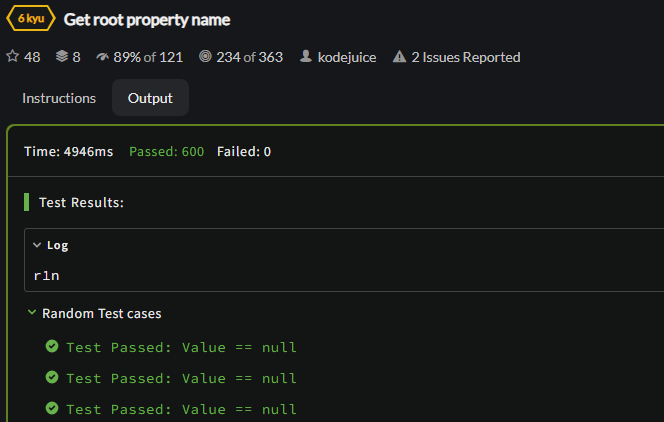 6 kyu Get root property name
48 8 89% of 121 234 of 363 kodejuice 2 Issues Reported
Instructions Output
Time: 4946ms Passed: 600 Failed: 0
Test Results:
Log
r1n
Random Test cases
Test Passed: Value == null
Test Passed: Value == null
Test Passed: Value == null